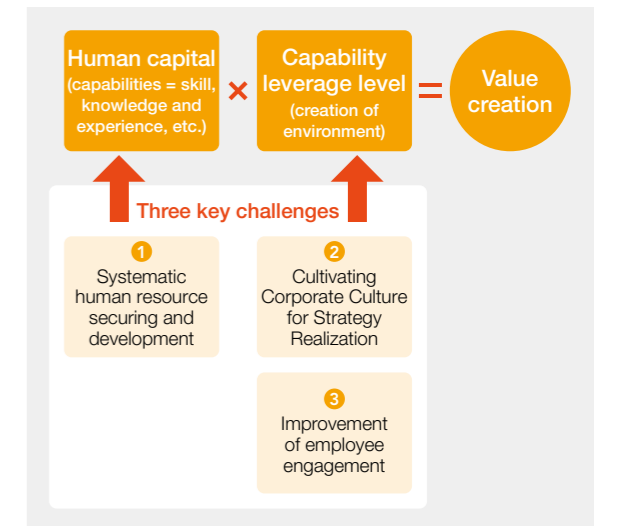 Human capital
(capabilities = skill,
knowledge and
experience, etc.)
×
Capability
leverage level
(creation of
environment)
=
Value
creation
Three key challenges
1
Systematic
human resource
securing and
development
2
Cultivating
Corporate Culture
for Strategy
Realization
3
Improvement
of employee
engagement